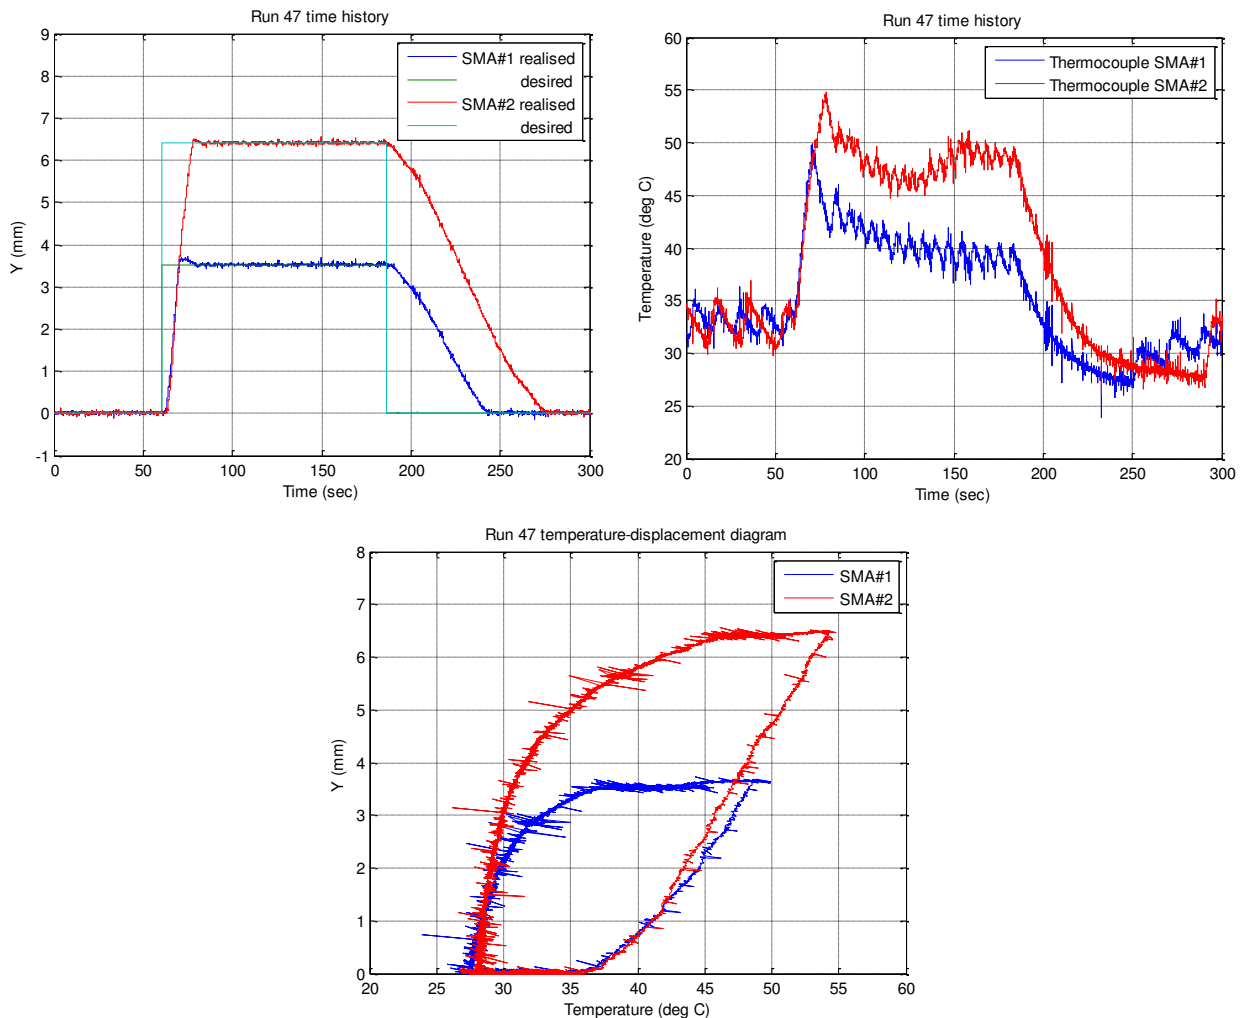 Run 47 time history
9
8
7
6
5
4
3
2
1
0
-1
Y (mm)
0 50 100 150 200 250 300
Time (sec)
SMA#1 realised
desired
SMA#2 realised
desired
Run 47 time history
60
55
50
45
40
35
30
25
20
Temperature (deg C)
0 50 100 150 200 250 300
Time (sec)
Thermocouple SMA#1
Thermocouple SMA#2
Run 47 temperature-displacement diagram
8
7
6
5
4
3
2
1
0
Y (mm)
20 25 30 35 40 45 50 55 60
Temperature (deg C)
SMA#1
SMA#2